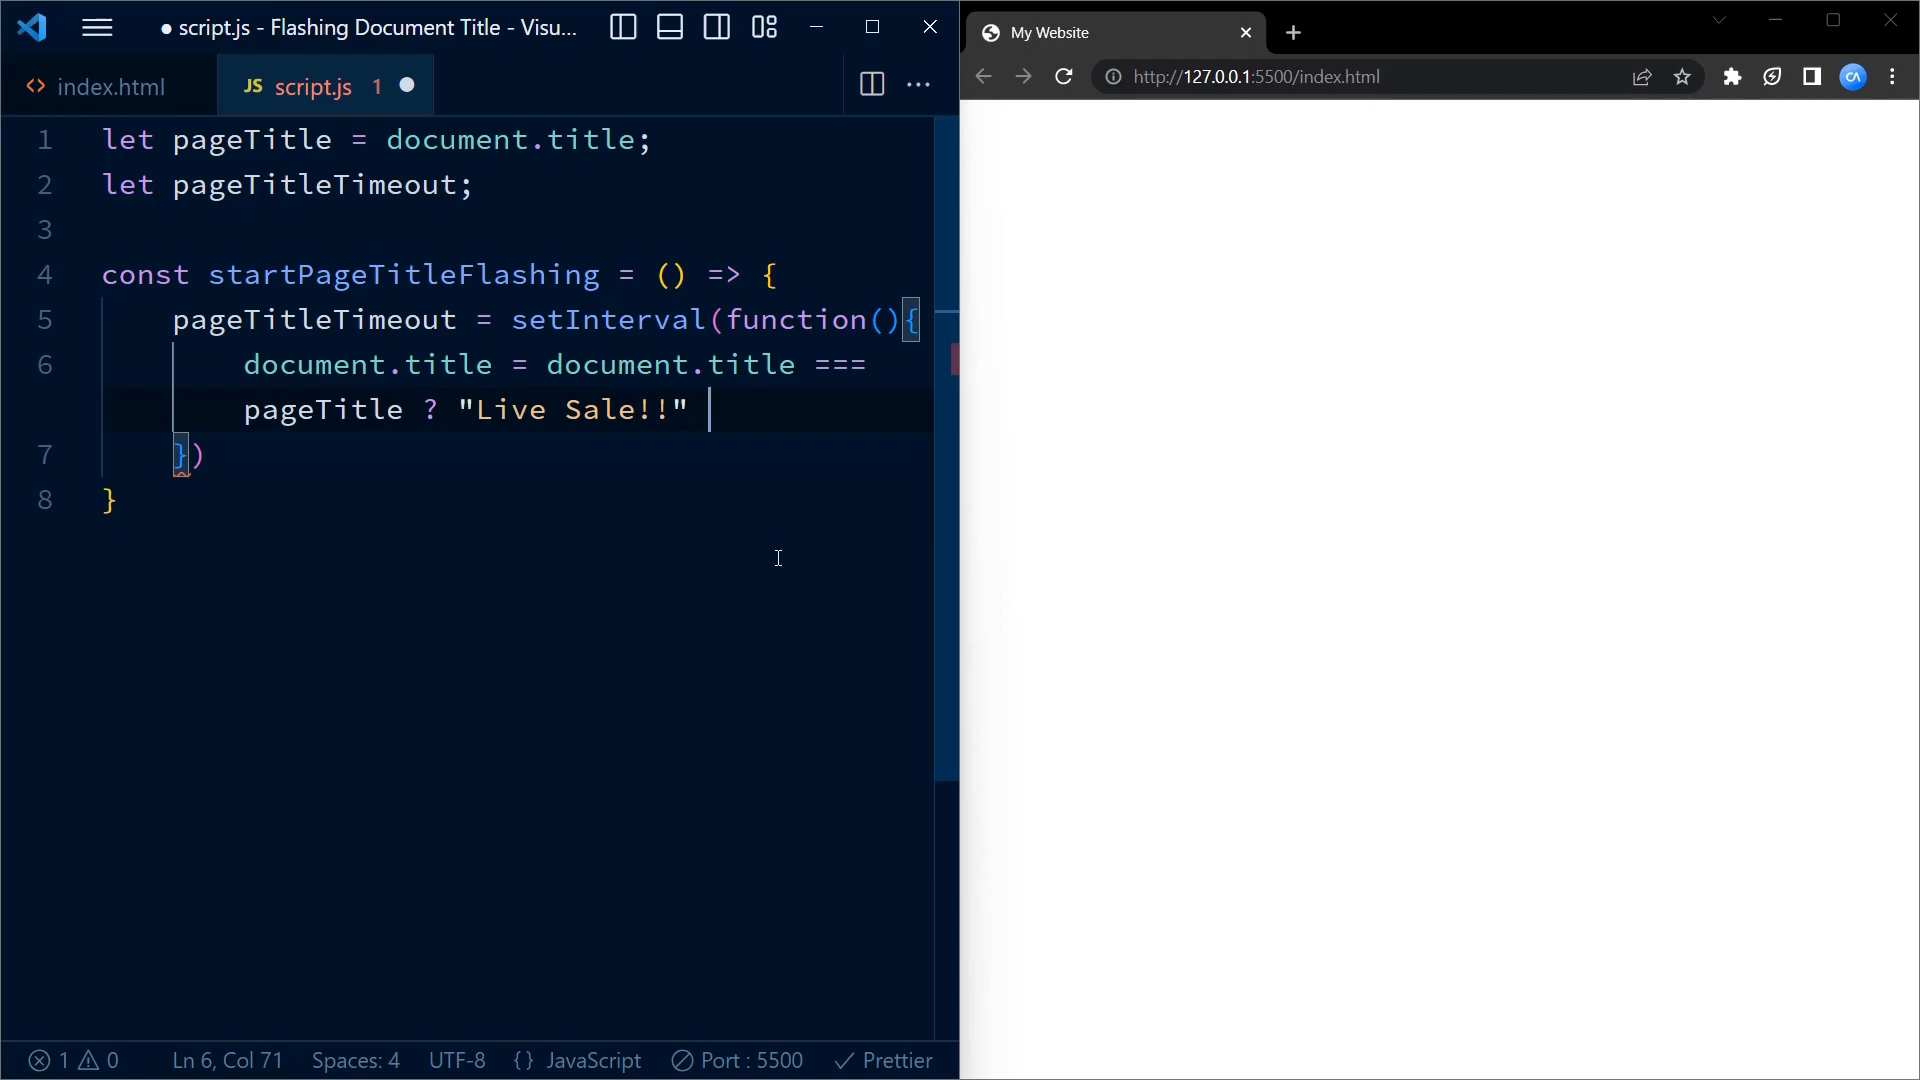 ● script.js - Flashing Document Title - Visu...
index.html
JS script.js 1 ●
1 let pageTitle = document.title;
2 let pageTitleTimeout;
3
4 const startPageTitleFlashing = () => {
5 pageTitleTimeout = setInterval(function(){
6 document.title = document.title ===
pageTitle ? "Live Sale!!"
7 })
8 }
1 0 Ln 6, Col 71 Spaces: 4 UTF-8 {} JavaScript Port : 5500 Prettier
My Website
http://127.0.0.1:5500/index.html
CA